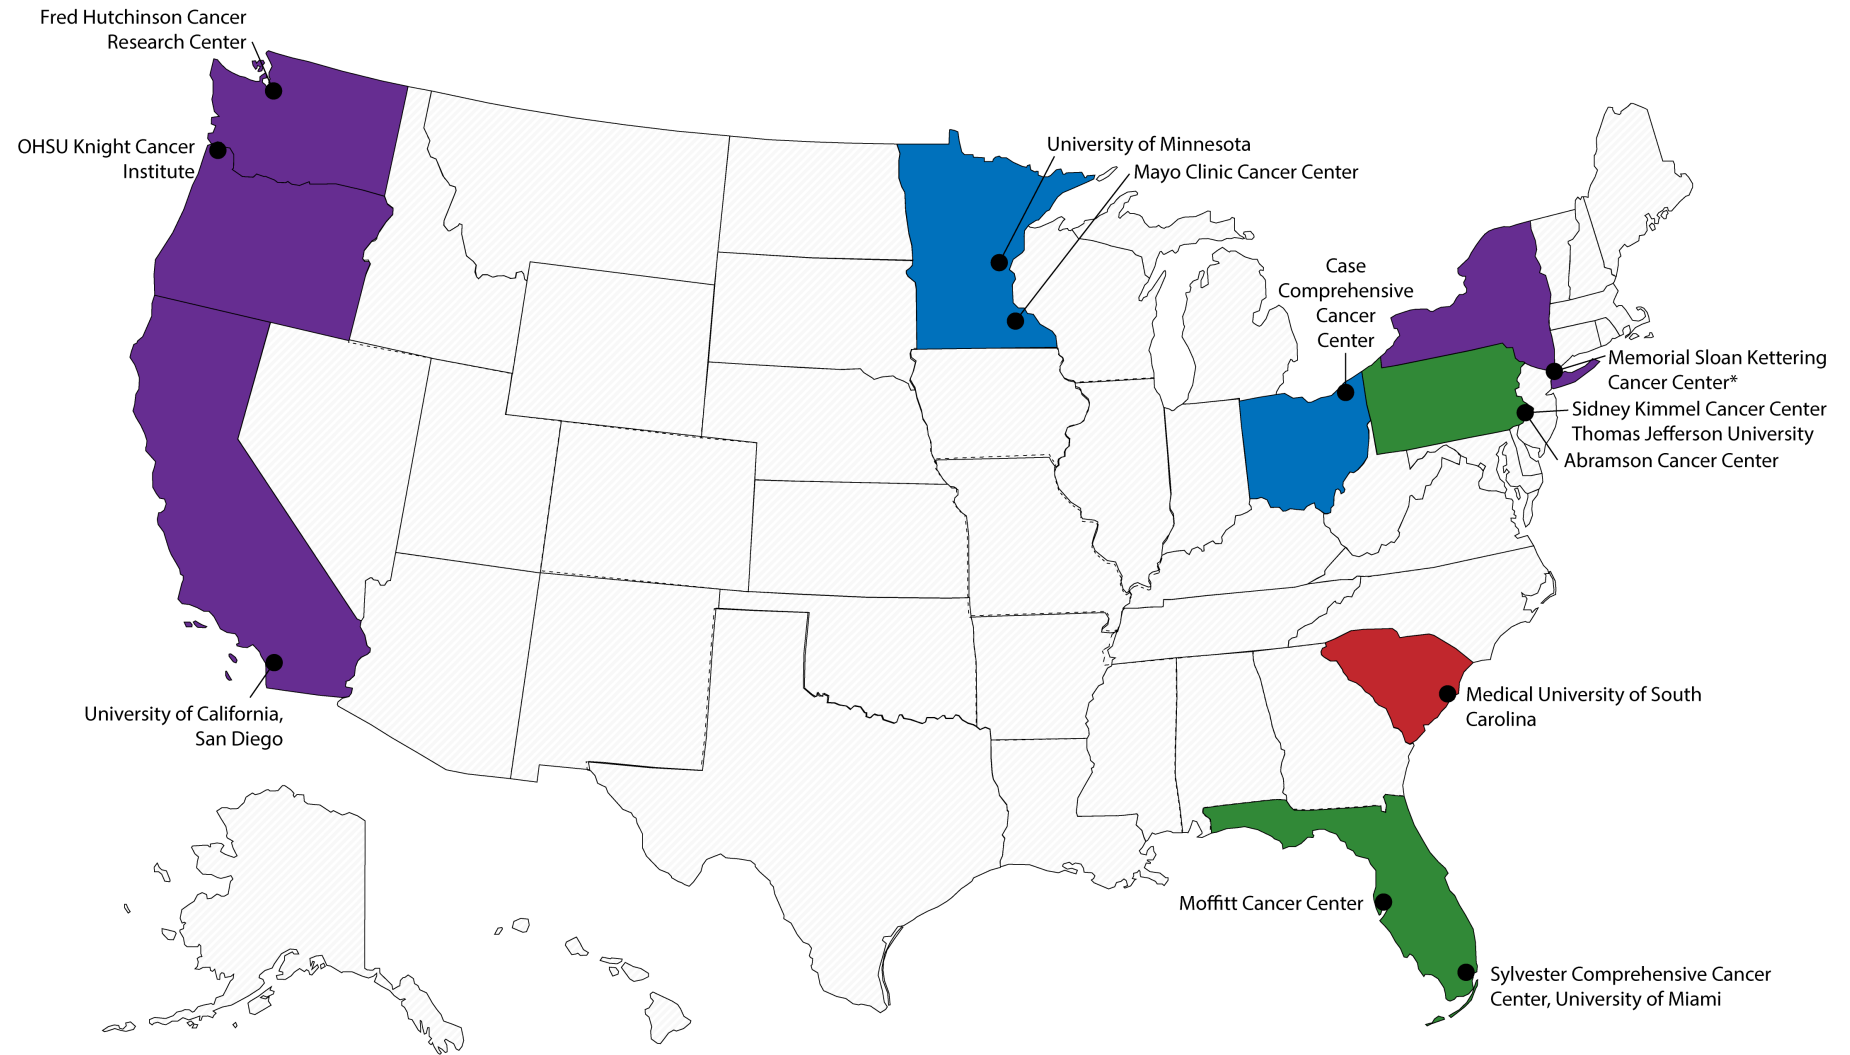 Fred Hutchinson Cancer
Research Center
OHSU Knight Cancer
Institute
University of Minnesota
Mayo Clinic Cancer Center
Case
Comprehensive
Cancer
Center
Memorial Sloan Kettering
Cancer Center*
Sidney Kimmel Cancer Center
Thomas Jefferson University
Abramson Cancer Center
University of California,
San Diego
Medical University of South
Carolina
Moffitt Cancer Center
Sylvester Comprehensive Cancer
Center, University of Miami